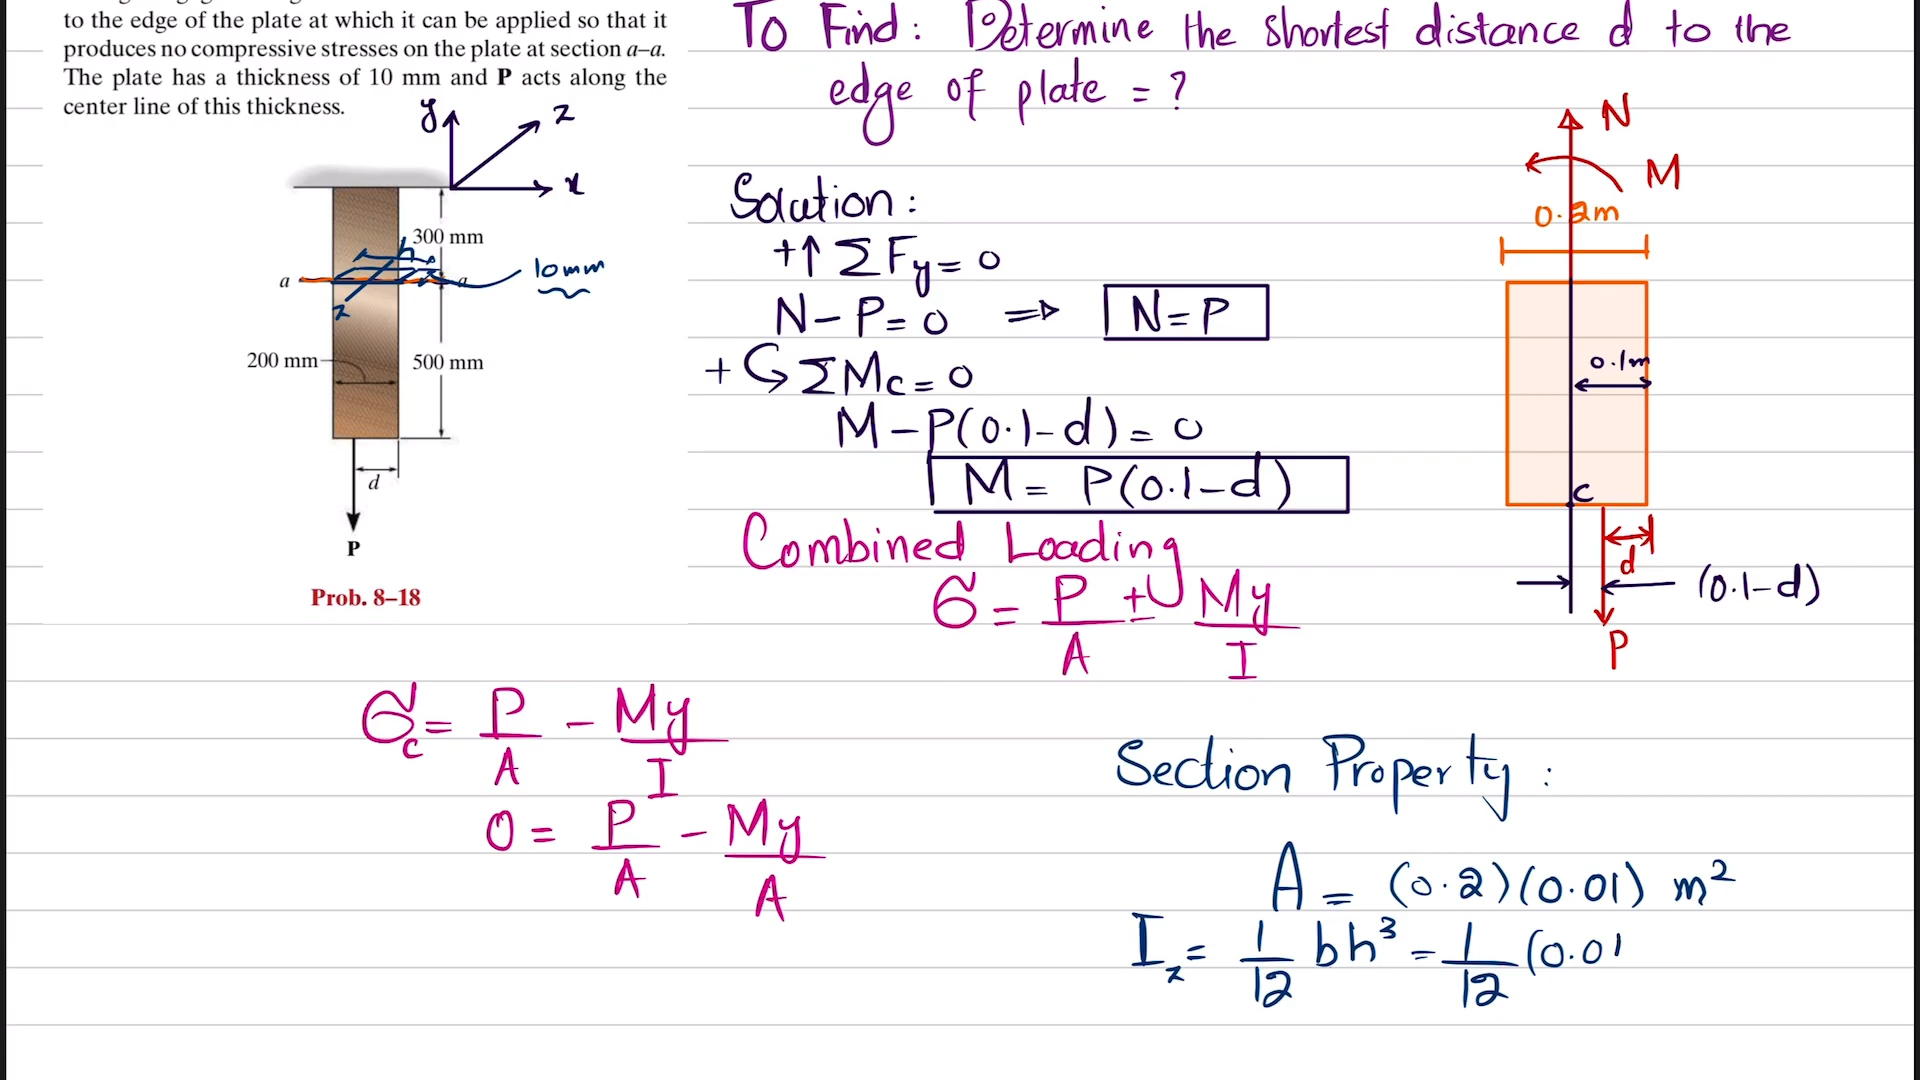 to the edge of the plate at which it can be applied so that it
produces no compressive stresses on the plate at section a–a.
The plate has a thickness of 10 mm and P acts along the
center line of this thickness.
y
z
x
300 mm
h
a
a
10mm
z
200 mm
500 mm
d
P
Prob. 8–18
To Find: Determine the shortest distance d to the
edge of plate = ?
Solution:
+↑ ΣFy = 0
N − P = 0 ⇒ N = P
+ ↺ ΣMc = 0
M − P(0.1−d) = 0
M = P(0.1−d)
Combined Loading
σ = P/A ± My/I
σc = P/A − My/I
0 = P/A − My/A
N
M
0.2m
0.1m
C
d
(0.1−d)
P
Section Property:
A = (0.2)(0.01) m²
Iz = 1/12 bh³ = 1/12 (0.01